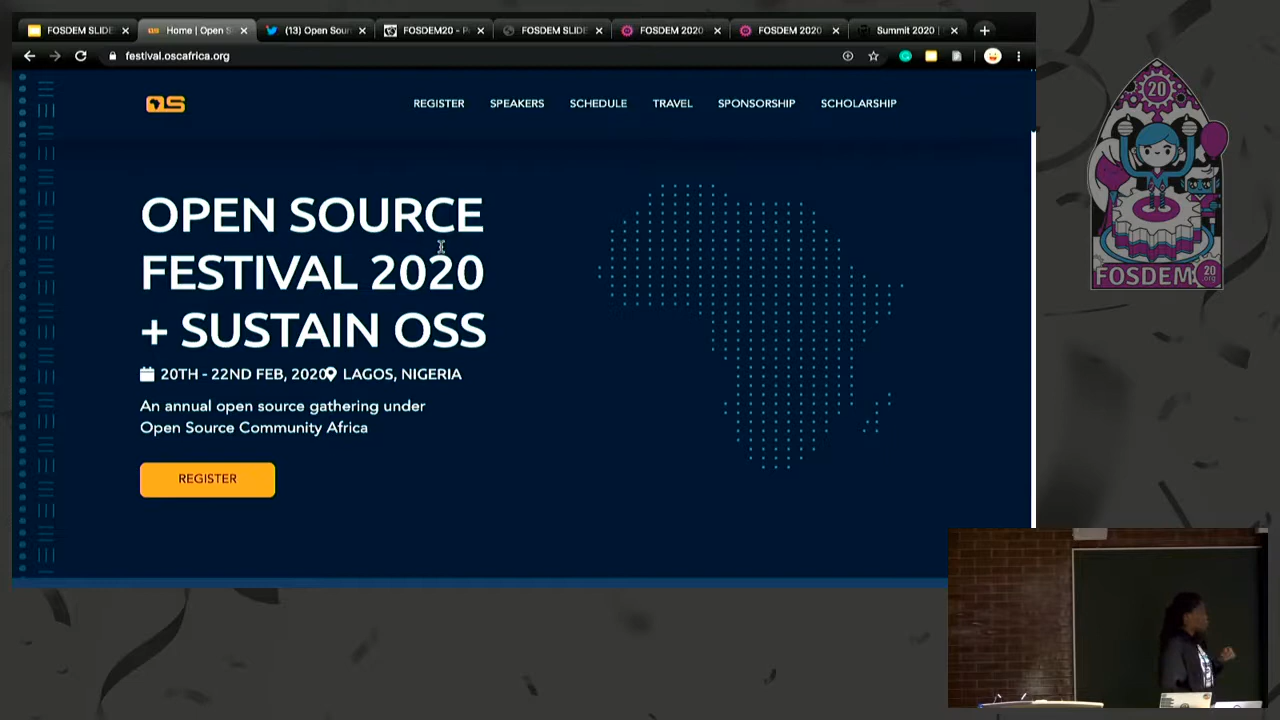 FOSDEM SLIDE
Home | Open S
(13) Open Sour
FOSDEM20 - P
FOSDEM SLIDE
FOSDEM 2020
FOSDEM 2020
Summit 2020 |
festival.oscafrica.org
OS
REGISTER
SPEAKERS
SCHEDULE
TRAVEL
SPONSORSHIP
SCHOLARSHIP
OPEN SOURCE
FESTIVAL 2020
+ SUSTAIN OSS
20TH - 22ND FEB, 2020
LAGOS, NIGERIA
An annual open source gathering under
Open Source Community Africa
REGISTER
20
FOSDEM
20
.org